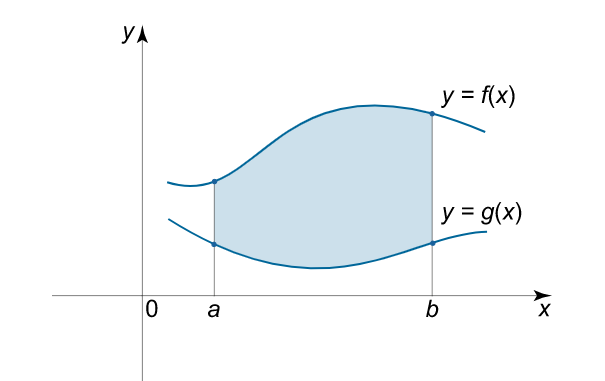 y
y = f(x)
y = g(x)
0
a
b
x